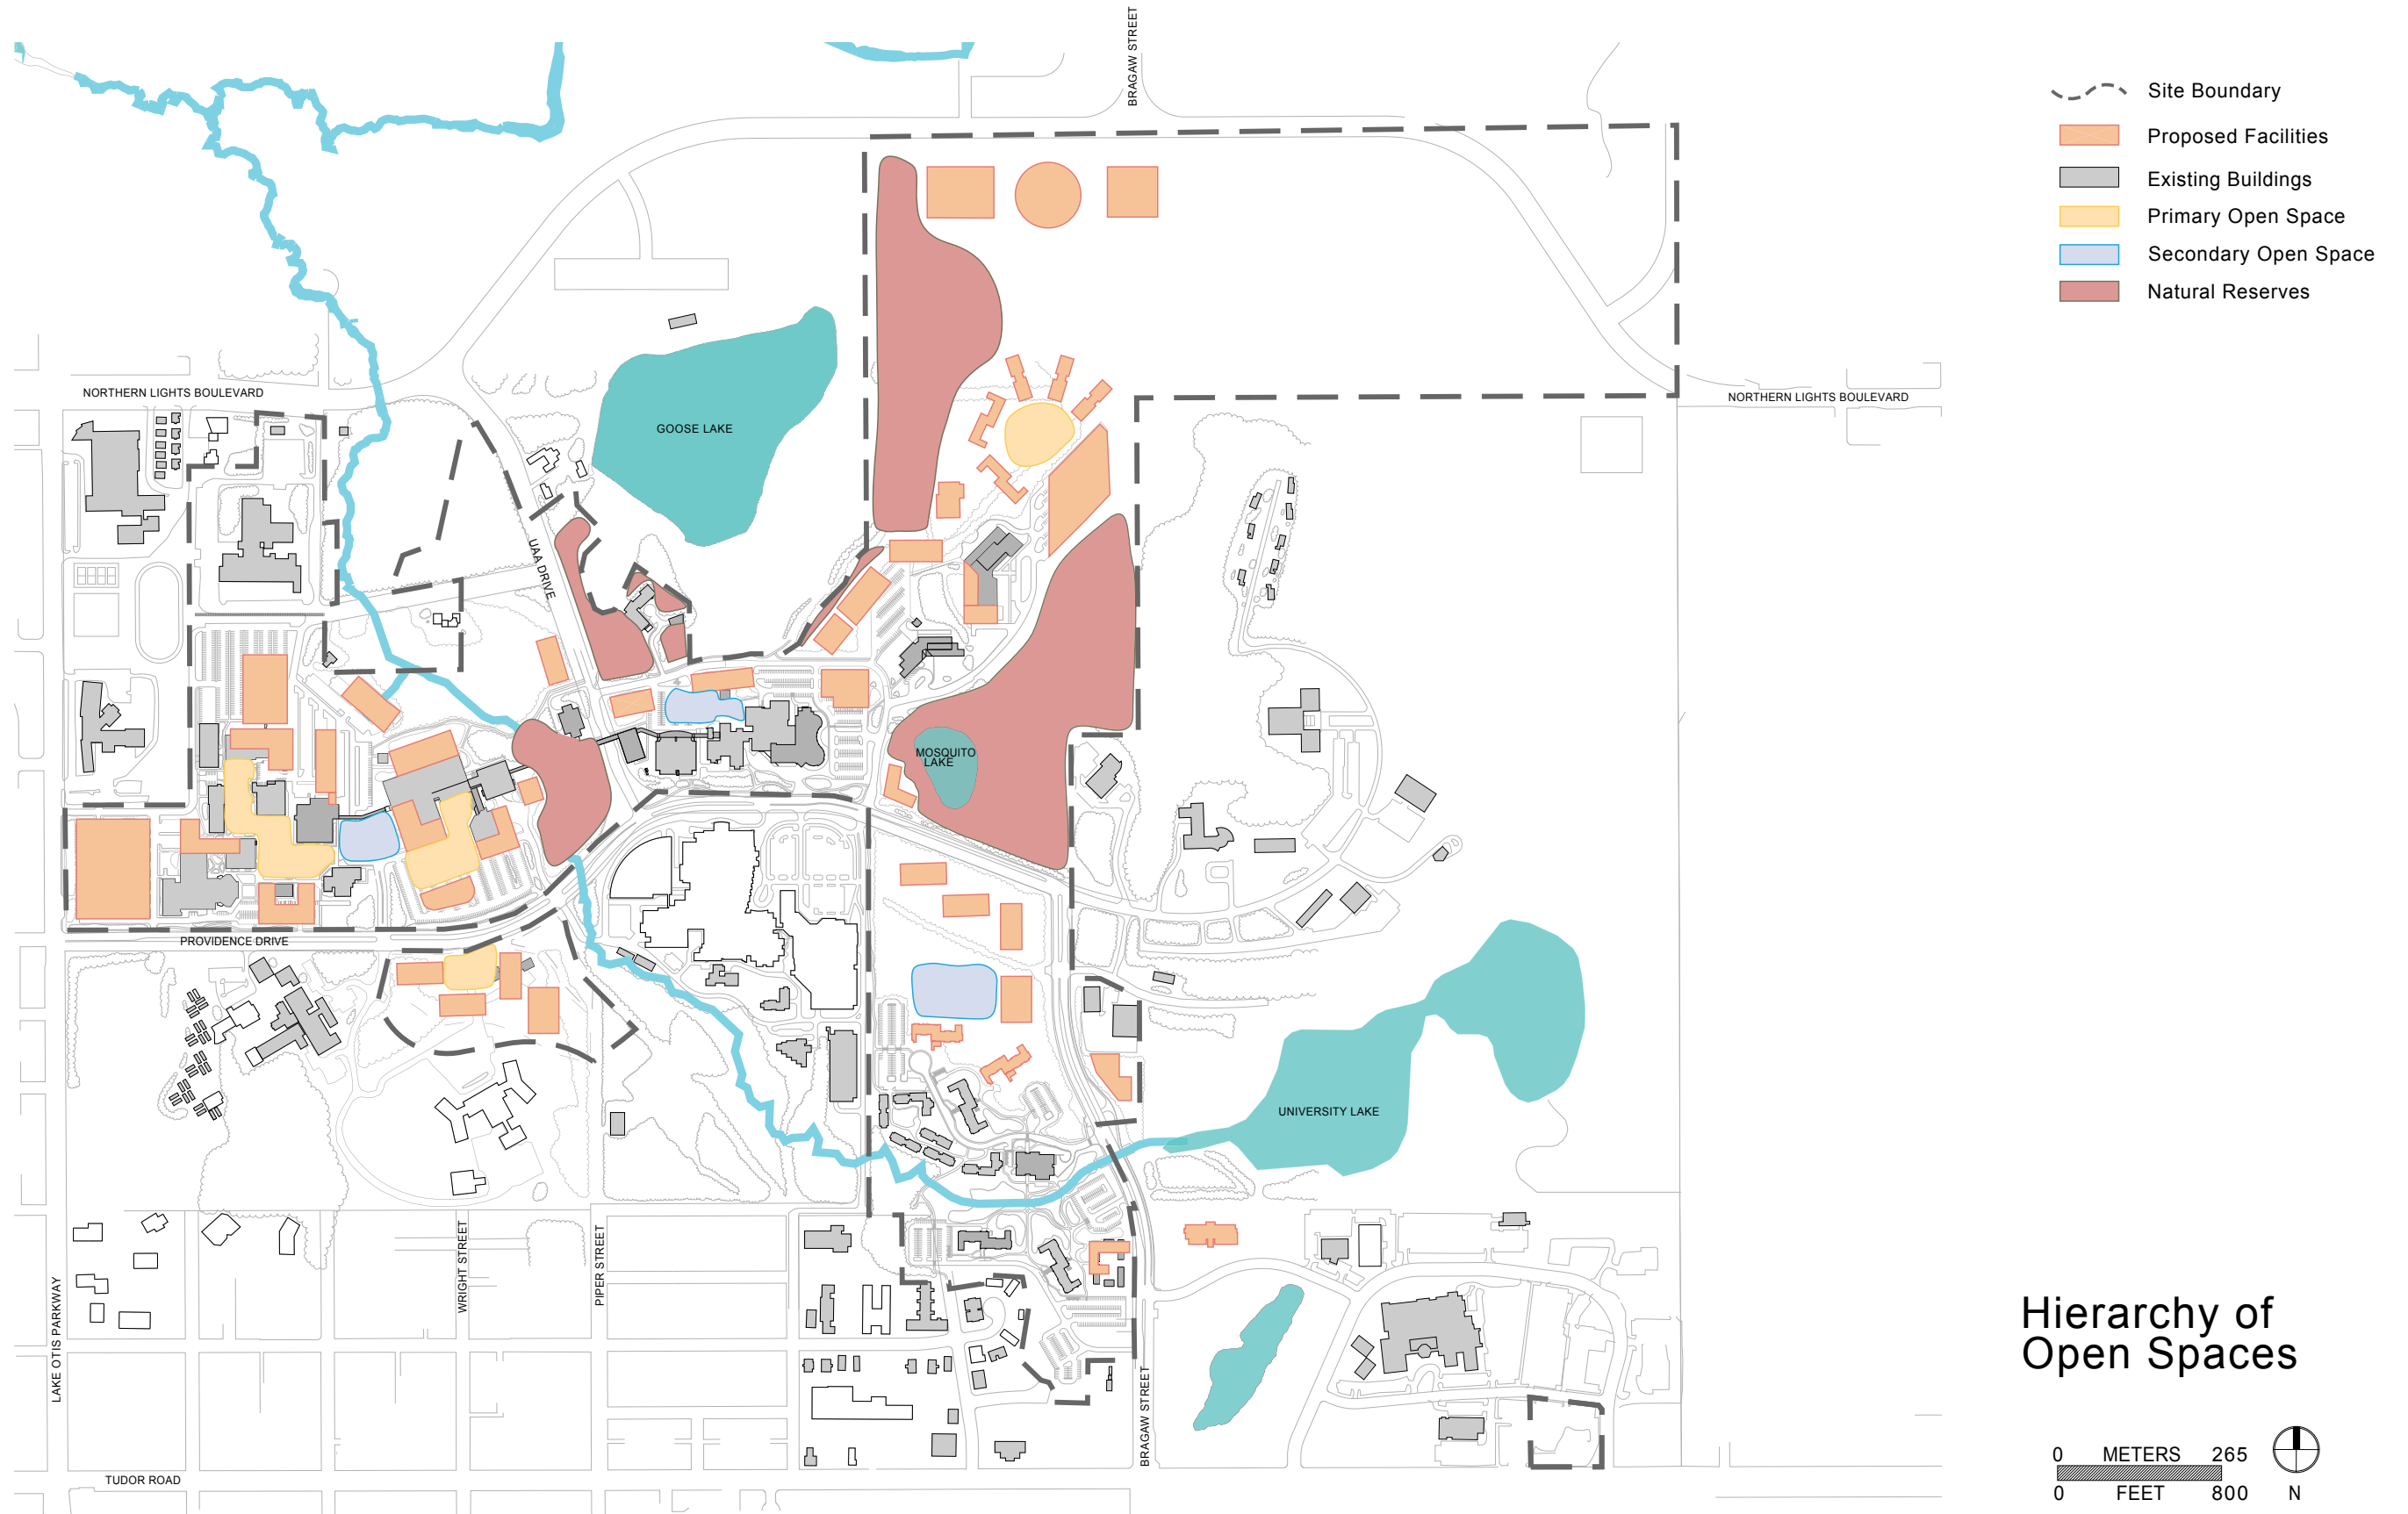 BRAGAW STREET
Site Boundary
Proposed Facilities
Existing Buildings
Primary Open Space
Secondary Open Space
Natural Reserves
NORTHERN LIGHTS BOULEVARD
NORTHERN LIGHTS BOULEVARD
GOOSE LAKE
UAA DRIVE
MOSQUITO
LAKE
PROVIDENCE DRIVE
UNIVERSITY LAKE
LAKE OTIS PARKWAY
WRIGHT STREET
PIPER STREET
BRAGAW STREET
TUDOR ROAD
Hierarchy of
Open Spaces
0 METERS 265
0 FEET 800
N